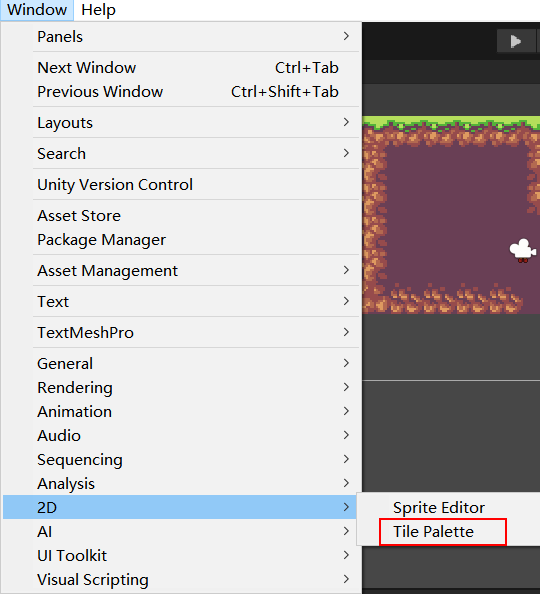 Window Help
Panels
Next Window Ctrl+Tab
Previous Window Ctrl+Shift+Tab
Layouts
Search
Unity Version Control
Asset Store
Package Manager
Asset Management
Text
TextMeshPro
General
Rendering
Animation
Audio
Sequencing
Analysis
2D
Sprite Editor
AI
Tile Palette
UI Toolkit
Visual Scripting